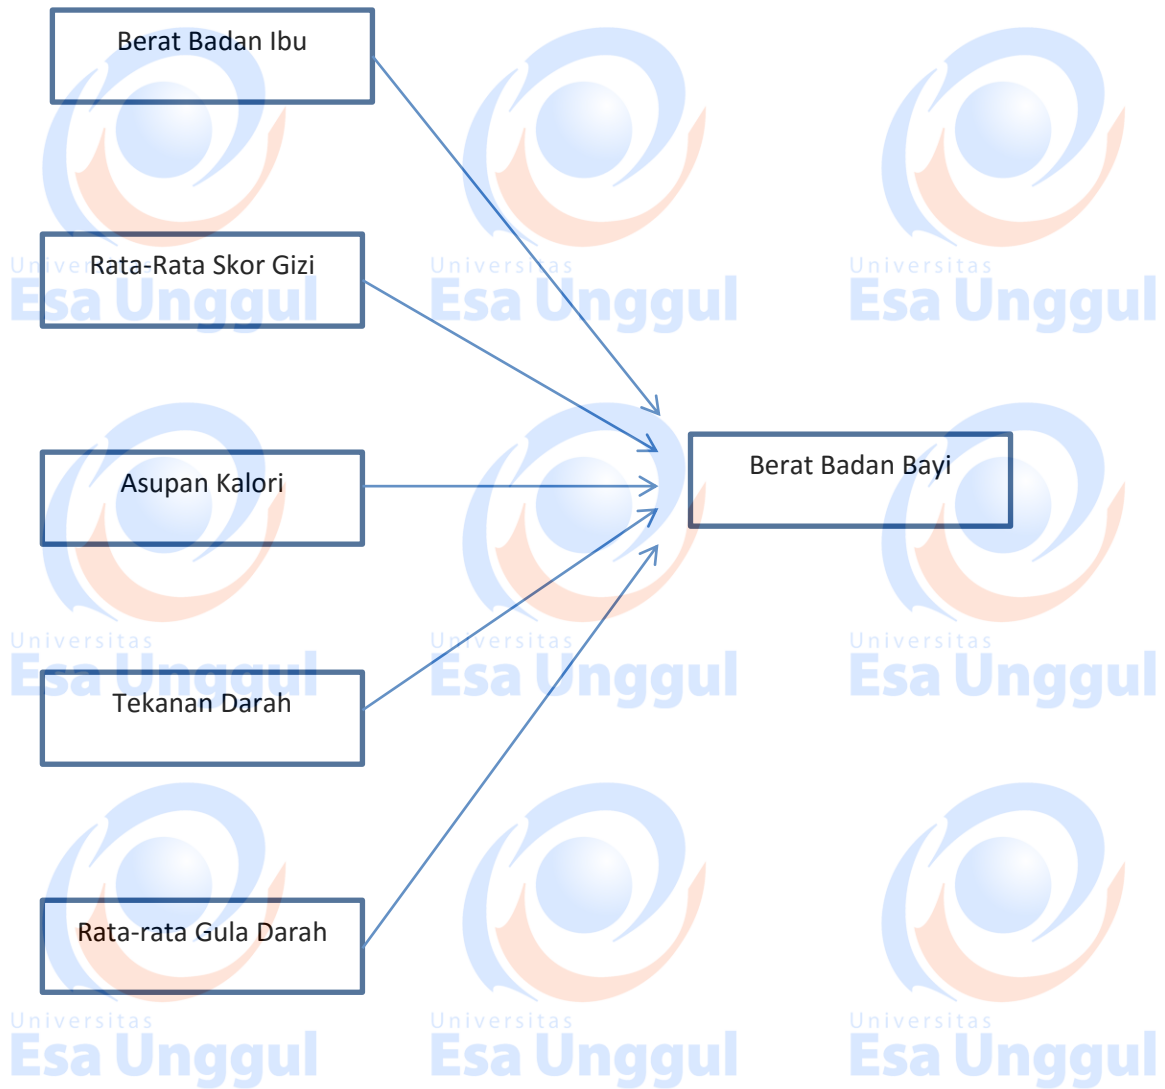 Berat Badan Ibu
Universitas
Esa Unggul
Rata-Rata Skor Gizi
Universitas
Esa Unggul
Universitas
Esa Unggul
Asupan Kalori
Berat Badan Bayi
Universitas
Esa Unggul
Tekanan Darah
Universitas
Esa Unggul
Universitas
Esa Unggul
Rata-rata Gula Darah
Universitas
Esa Unggul
Universitas
Esa Unggul
Universitas
Esa Unggul